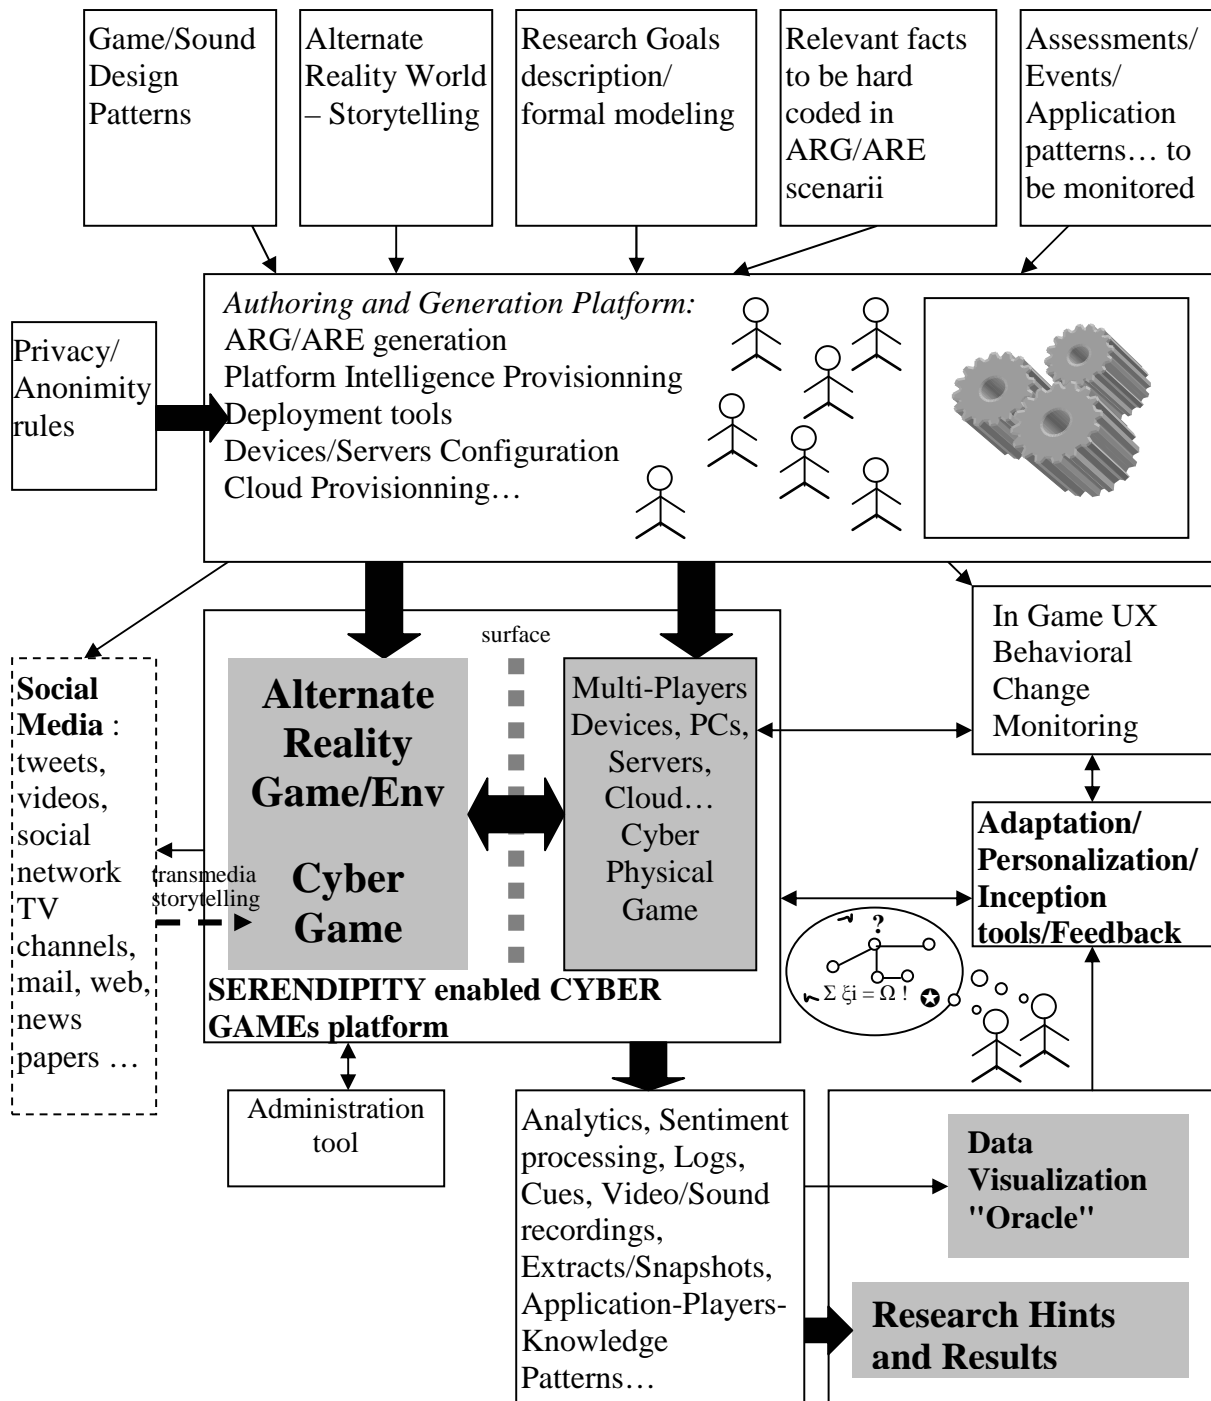 Game/Sound
Design
Patterns
Alternate
Reality World
– Storytelling
Research Goals
description/
formal modeling
Relevant facts
to be hard
coded in
ARG/ARE
scenarii
Assessments/
Events/
Application
patterns… to
be monitored
Privacy/
Anonimity
rules
Authoring and Generation Platform:
ARG/ARE generation
Platform Intelligence Provisionning
Deployment tools
Devices/Servers Configuration
Cloud Provisionning…
In Game UX
Behavioral
Change
Monitoring
Social
Media :
tweets,
videos,
social
network
TV
channels,
mail, web,
news
papers …
transmedia
storytelling
surface
Alternate
Reality
Game/Env
Cyber
Game
Multi-Players
Devices, PCs,
Servers,
Cloud…
Cyber
Physical
Game
SERENDIPITY enabled CYBER
GAMEs platform
Adaptation/
Personalization/
Inception
tools/Feedback
?
Σ ξi = Ω !
Administration
tool
Analytics, Sentiment
processing, Logs,
Cues, Video/Sound
recordings,
Extracts/Snapshots,
Application-Players-
Knowledge
Patterns…
Data
Visualization
"Oracle"
Research Hints
and Results